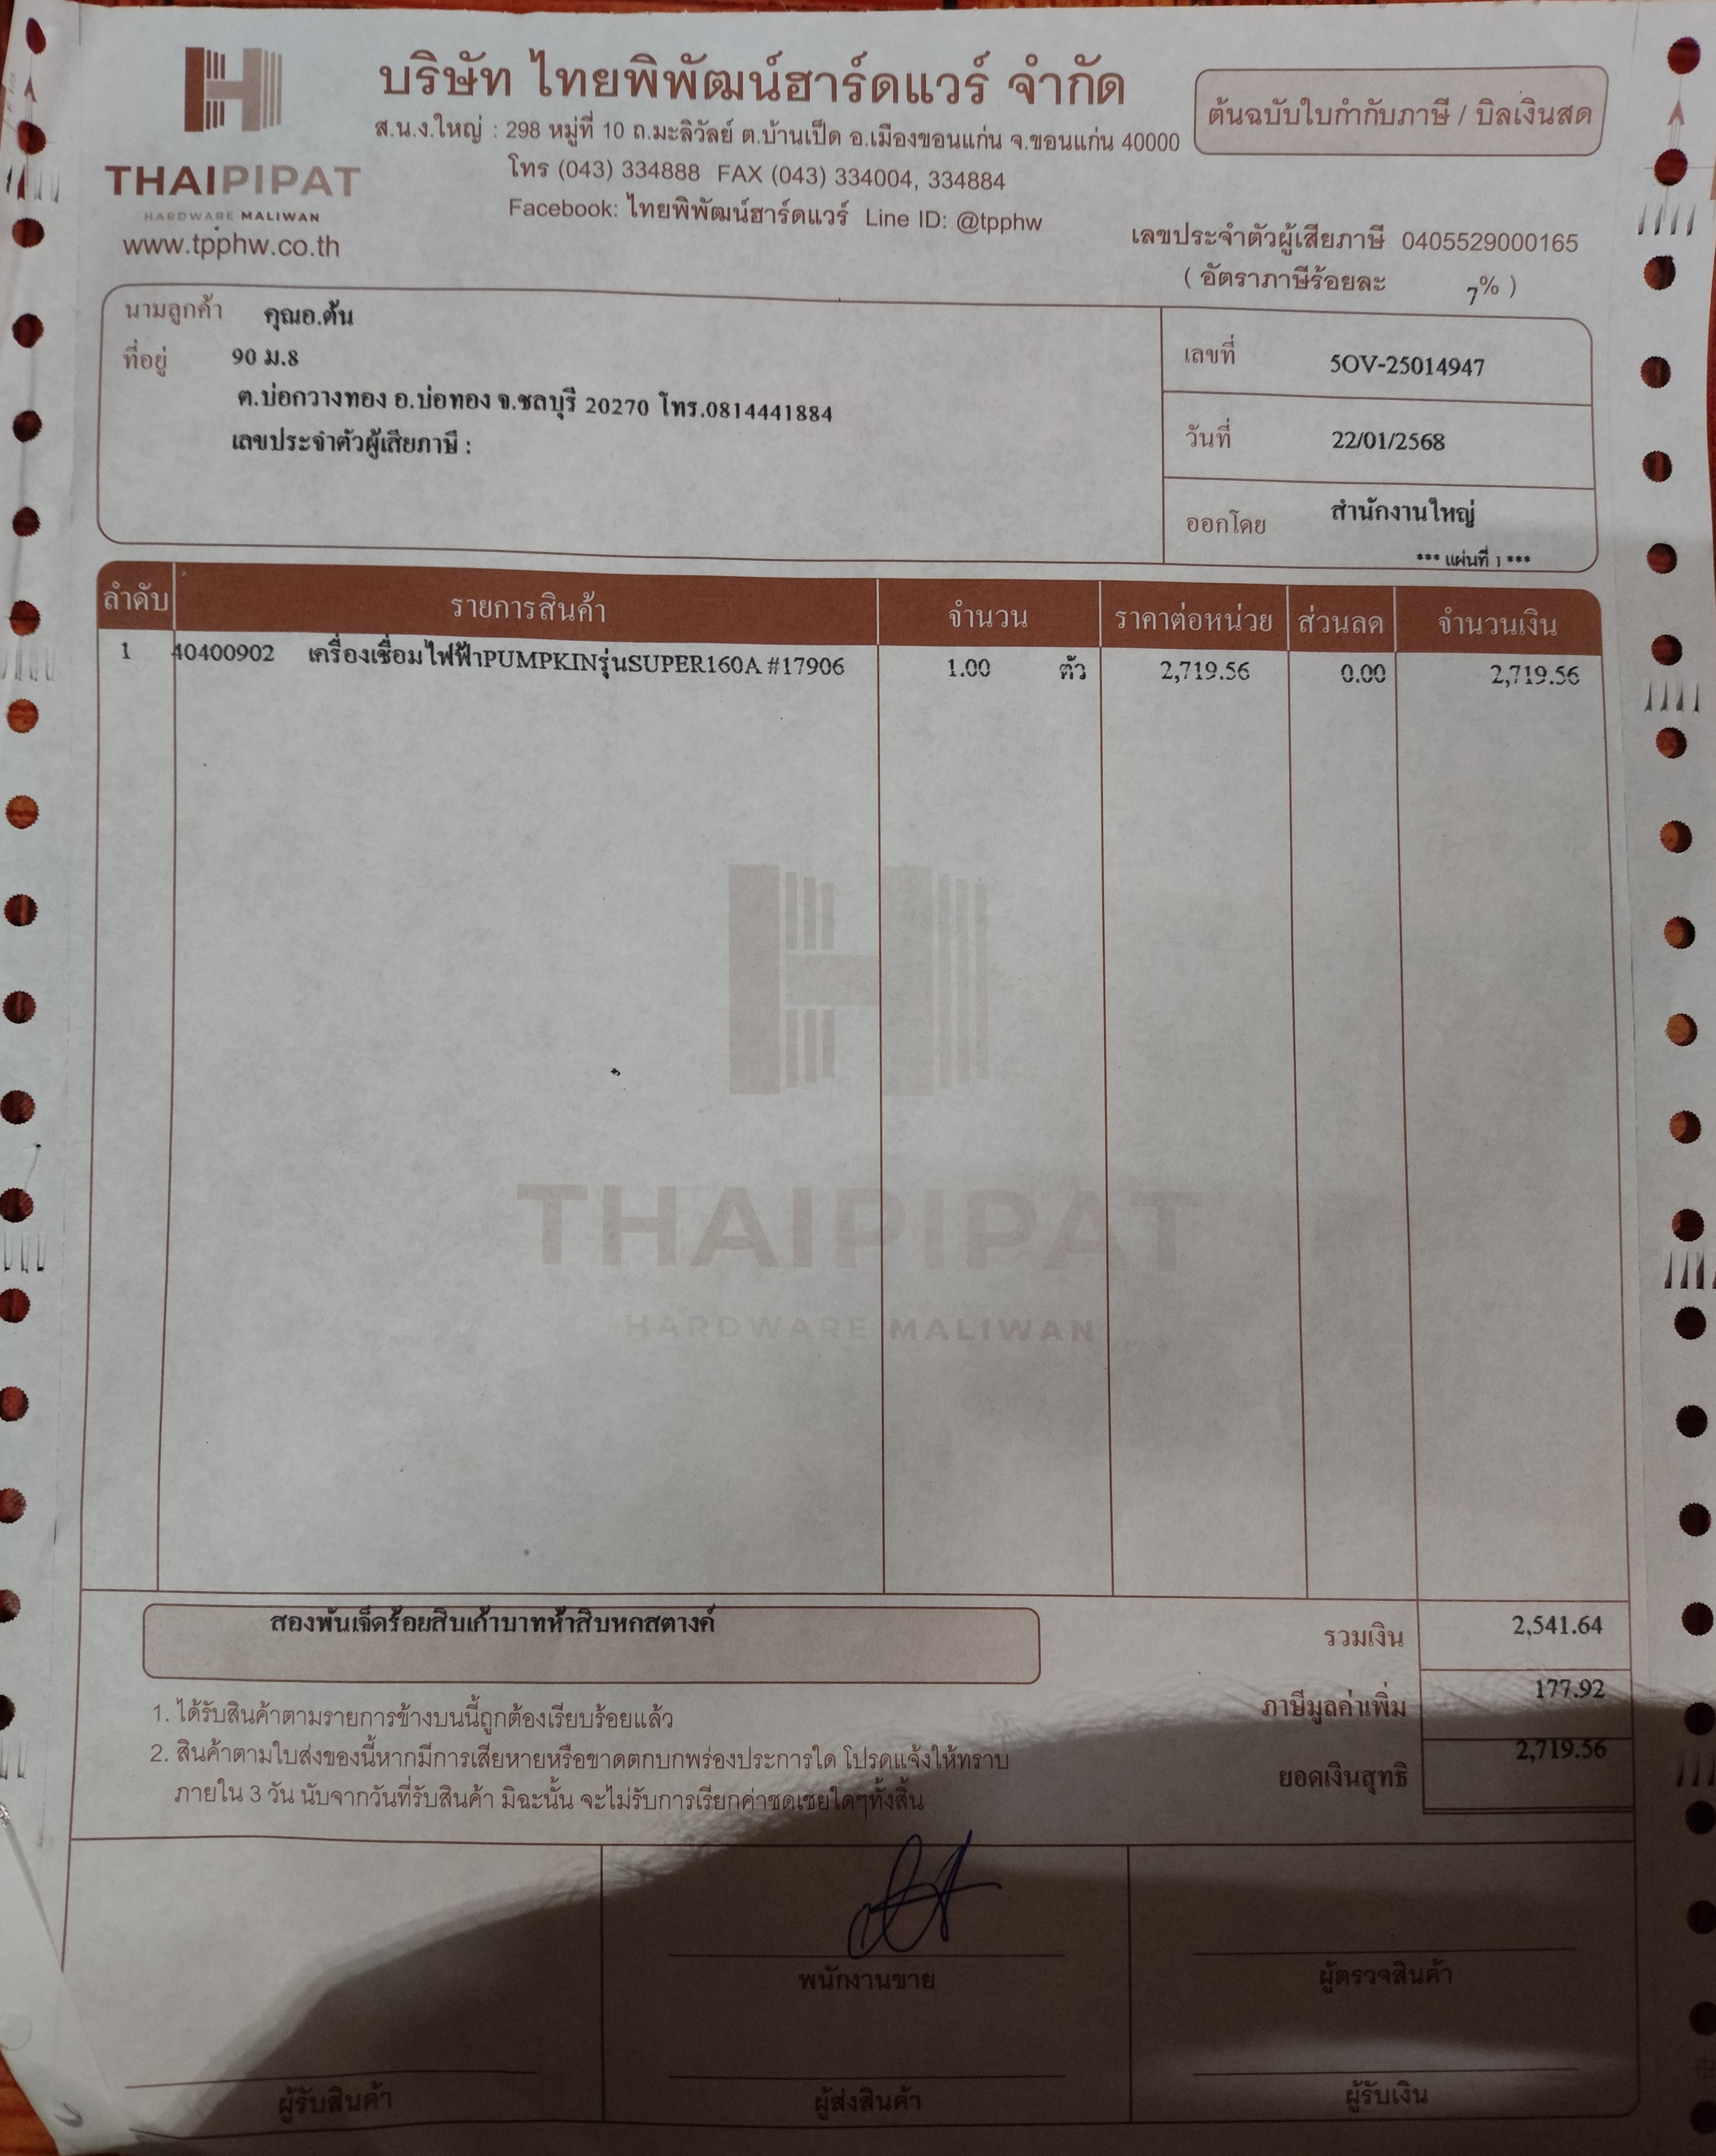 บริษัท ไทยพิพัฒน์ฮาร์ดแวร์ จำกัด
ต้นฉบับใบกำกับภาษี / บิลเงินสด
ส.น.ง.ใหญ่ : 298 หมู่ที่ 10 ถ.มะลิวัลย์ ต.บ้านเป็ด อ.เมืองขอนแก่น จ.ขอนแก่น 40000
โทร (043) 334888 FAX (043) 334004, 334884
Facebook: ไทยพิพัฒน์ฮาร์ดแวร์ Line ID: @tpphw
THAIPIPAT
HARDWARE MALIWAN
www.tpphw.co.th
เลขประจำตัวผู้เสียภาษี 0405529000165
( อัตราภาษีร้อยละ 7% )
นามลูกค้า คุณอ.ต้น
ที่อยู่ 90 ม.8
ต.บ่อกวางทอง อ.บ่อทอง จ.ชลบุรี 20270 โทร.0814441884
เลขประจำตัวผู้เสียภาษี :
เลขที่ 5OV-25014947
วันที่ 22/01/2568
ออกโดย สำนักงานใหญ่
*** แผ่นที่ 1 ***
ลำดับ รายการสินค้า จำนวน ราคาต่อหน่วย ส่วนลด จำนวนเงิน
1 40400902 เครื่องเชื่อมไฟฟ้าPUMPKINรุ่นSUPER160A #17906 1.00 ตัว 2,719.56 0.00 2,719.56
THAIPIPAT
HARDWARE MALIWAN
สองพันเจ็ดร้อยสิบเก้าบาทห้าสิบหกสตางค์
รวมเงิน 2,541.64
ภาษีมูลค่าเพิ่ม 177.92
ยอดเงินสุทธิ 2,719.56
1. ได้รับสินค้าตามรายการข้างบนนี้ถูกต้องเรียบร้อยแล้ว
2. สินค้าตามใบส่งของนี้หากมีการเสียหายหรือขาดตกบกพร่องประการใด โปรดแจ้งให้ทราบ
ภายใน 3 วัน นับจากวันที่รับสินค้า มิฉะนั้น จะไม่รับการเรียกค่าชดเชยใดๆทั้งสิ้น
พนักงานขาย
ผู้ตรวจสินค้า
ผู้รับสินค้า
ผู้ส่งสินค้า
ผู้รับเงิน